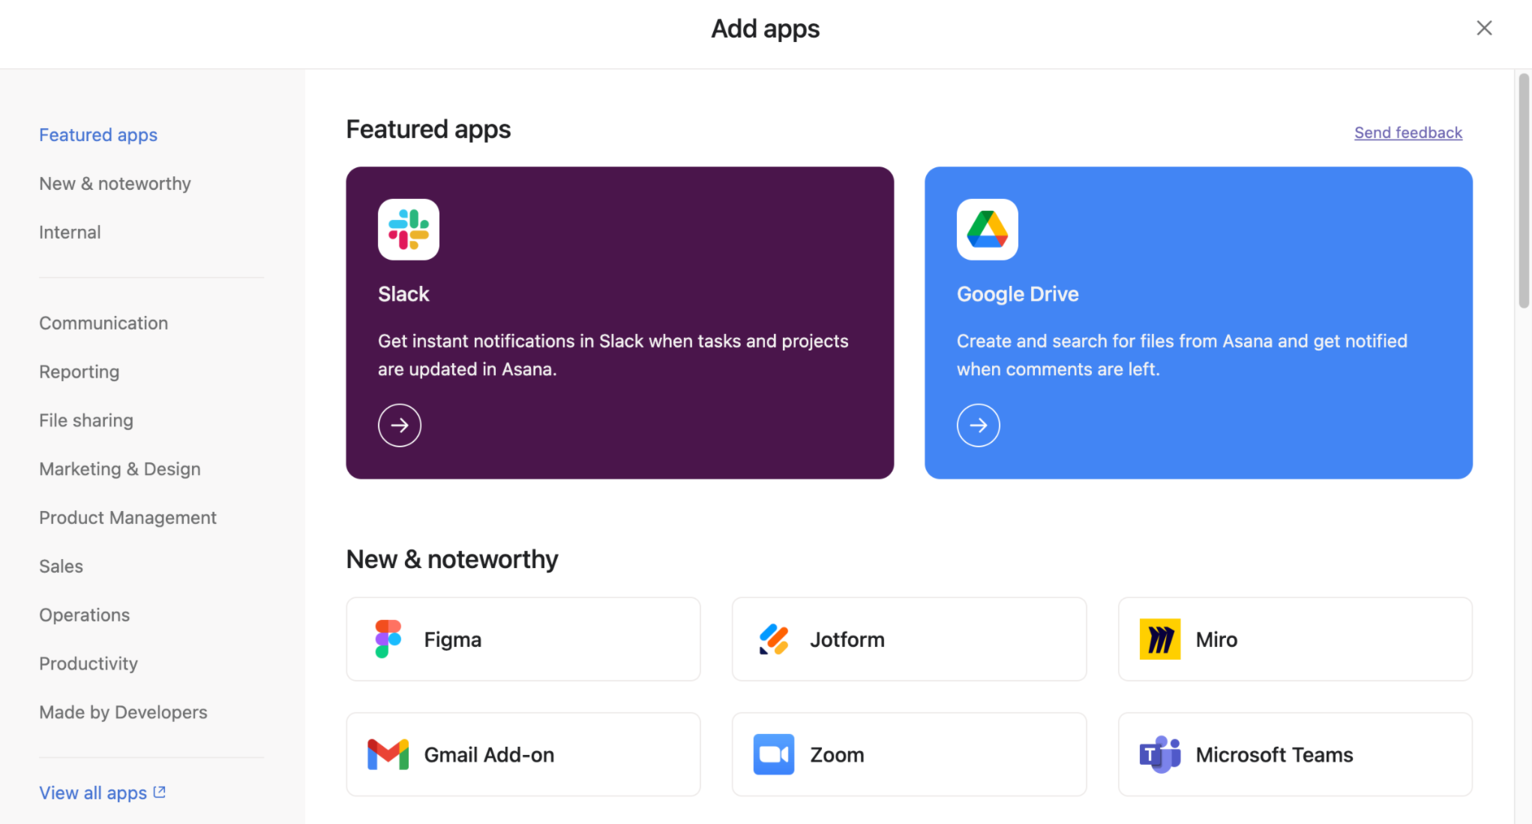 Add apps
Featured apps
New & noteworthy
Internal
Communication
Reporting
File sharing
Marketing & Design
Product Management
Sales
Operations
Productivity
Made by Developers
View all apps
Featured apps
Send feedback
Slack
Get instant notifications in Slack when tasks and projects
are updated in Asana.
Google Drive
Create and search for files from Asana and get notified
when comments are left.
New & noteworthy
Figma
Jotform
Miro
Gmail Add-on
Zoom
T
Microsoft Teams